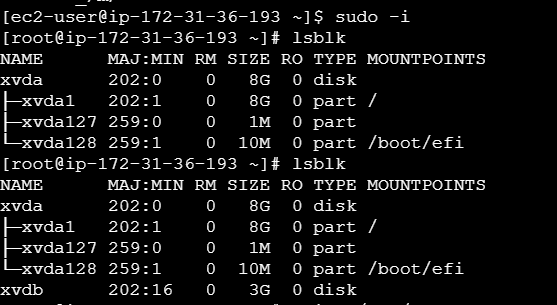 [ec2-user@ip-172-31-36-193 ~]$ sudo -i
[root@ip-172-31-36-193 ~]# lsblk
NAME MAJ:MIN RM SIZE RO TYPE MOUNTPOINTS
xvda 202:0 0 8G 0 disk
├─xvda1 202:1 0 8G 0 part /
├─xvda127 259:0 0 1M 0 part
└─xvda128 259:1 0 10M 0 part /boot/efi
[root@ip-172-31-36-193 ~]# lsblk
NAME MAJ:MIN RM SIZE RO TYPE MOUNTPOINTS
xvda 202:0 0 8G 0 disk
├─xvda1 202:1 0 8G 0 part /
├─xvda127 259:0 0 1M 0 part
└─xvda128 259:1 0 10M 0 part /boot/efi
xvdb 202:16 0 3G 0 disk